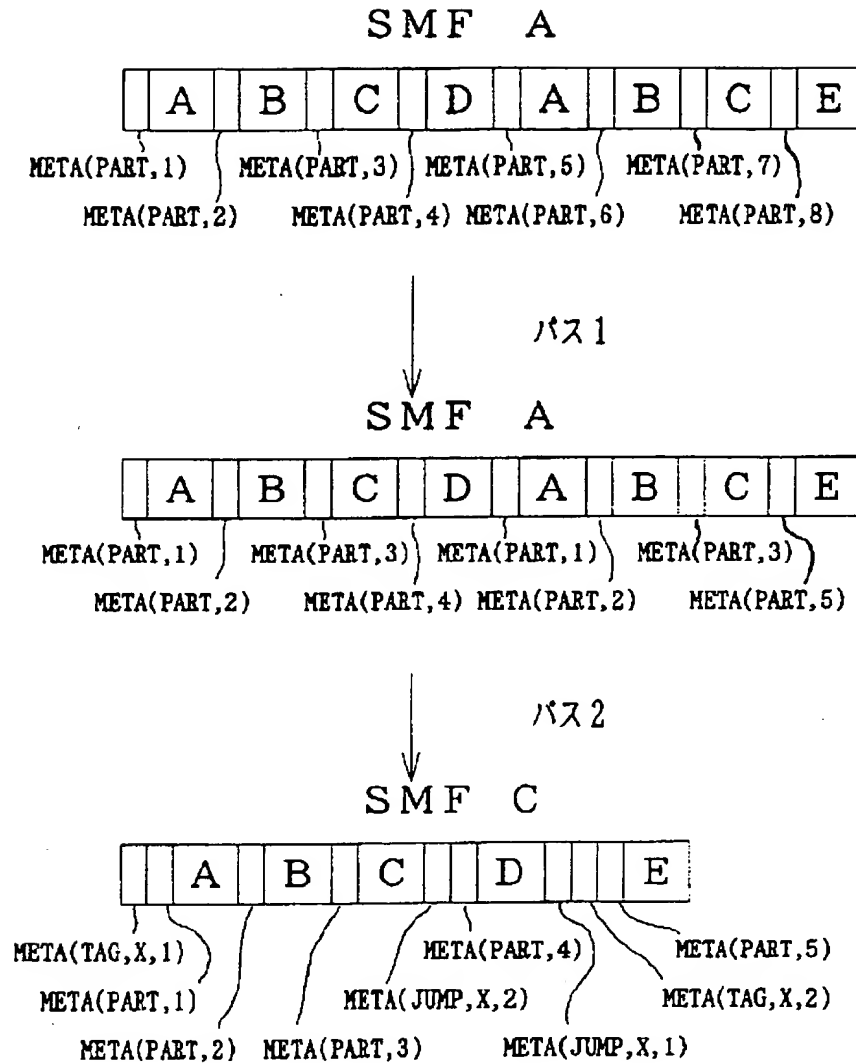 SMF A
A B C D A B C E
META(PART,1) META(PART,3) META(PART,5) META(PART,7)
META(PART,2) META(PART,4) META(PART,6) META(PART,8)
パス1
SMF A
A B C D A B C E
META(PART,1) META(PART,3) META(PART,1) META(PART,3)
META(PART,2) META(PART,4) META(PART,2) META(PART,5)
パス2
SMF C
A B C D E
META(TAG,X,1) META(PART,4) META(PART,5)
META(PART,1) META(JUMP,X,2) META(TAG,X,2)
META(PART,2) META(PART,3) META(JUMP,X,1)